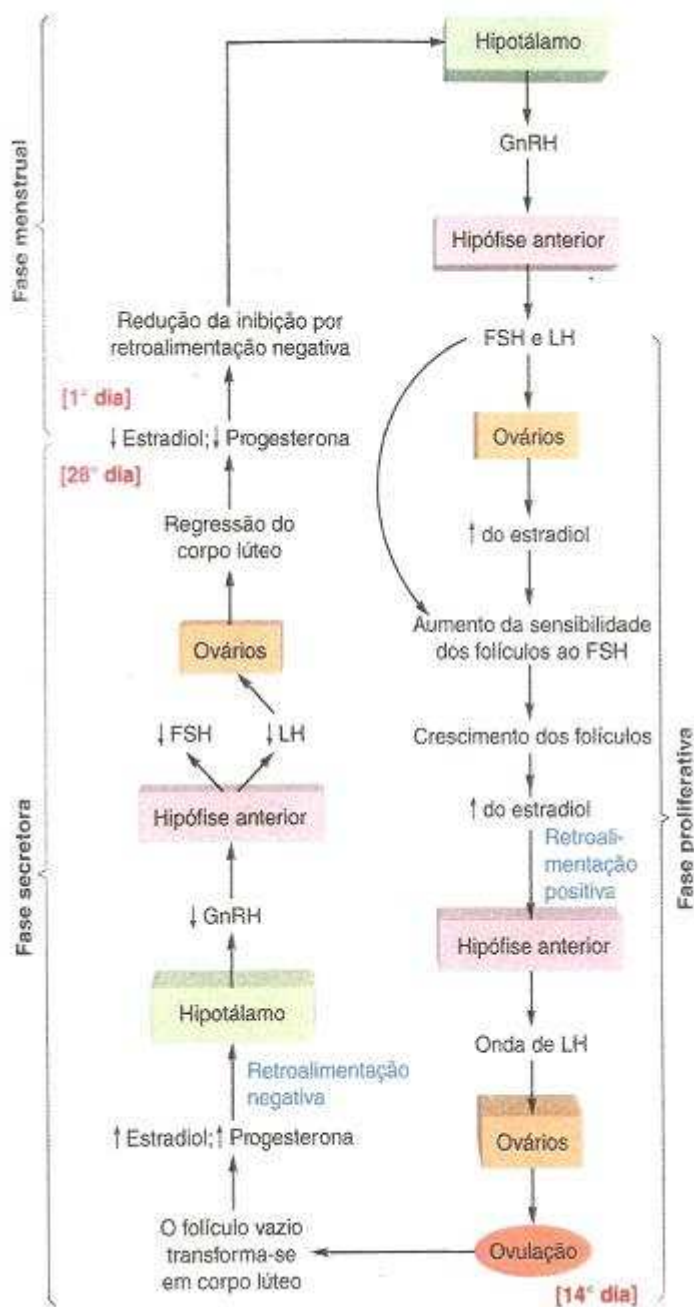 Hipotálamo
GnRH
Hipófise anterior
FSH e LH
Ovários
↑ do estradiol
Aumento da sensibilidade
dos folículos ao FSH
Crescimento dos folículos
↑ do estradiol
Retroali-
mentação
positiva
Hipófise anterior
Onda de LH
Ovários
Ovulação
[14° dia]
Fase proliferativa
O folículo vazio
transforma-se
em corpo lúteo
↑ Estradiol; ↑ Progesterona
Retroalimentação
negativa
Hipotálamo
↓ GnRH
Hipófise anterior
↓ FSH ↓ LH
Ovários
Regressão do
corpo lúteo
[28° dia]
Fase secretora
↓ Estradiol; ↓ Progesterona
[1° dia]
Redução da inibição por
retroalimentação negativa
Fase menstrual